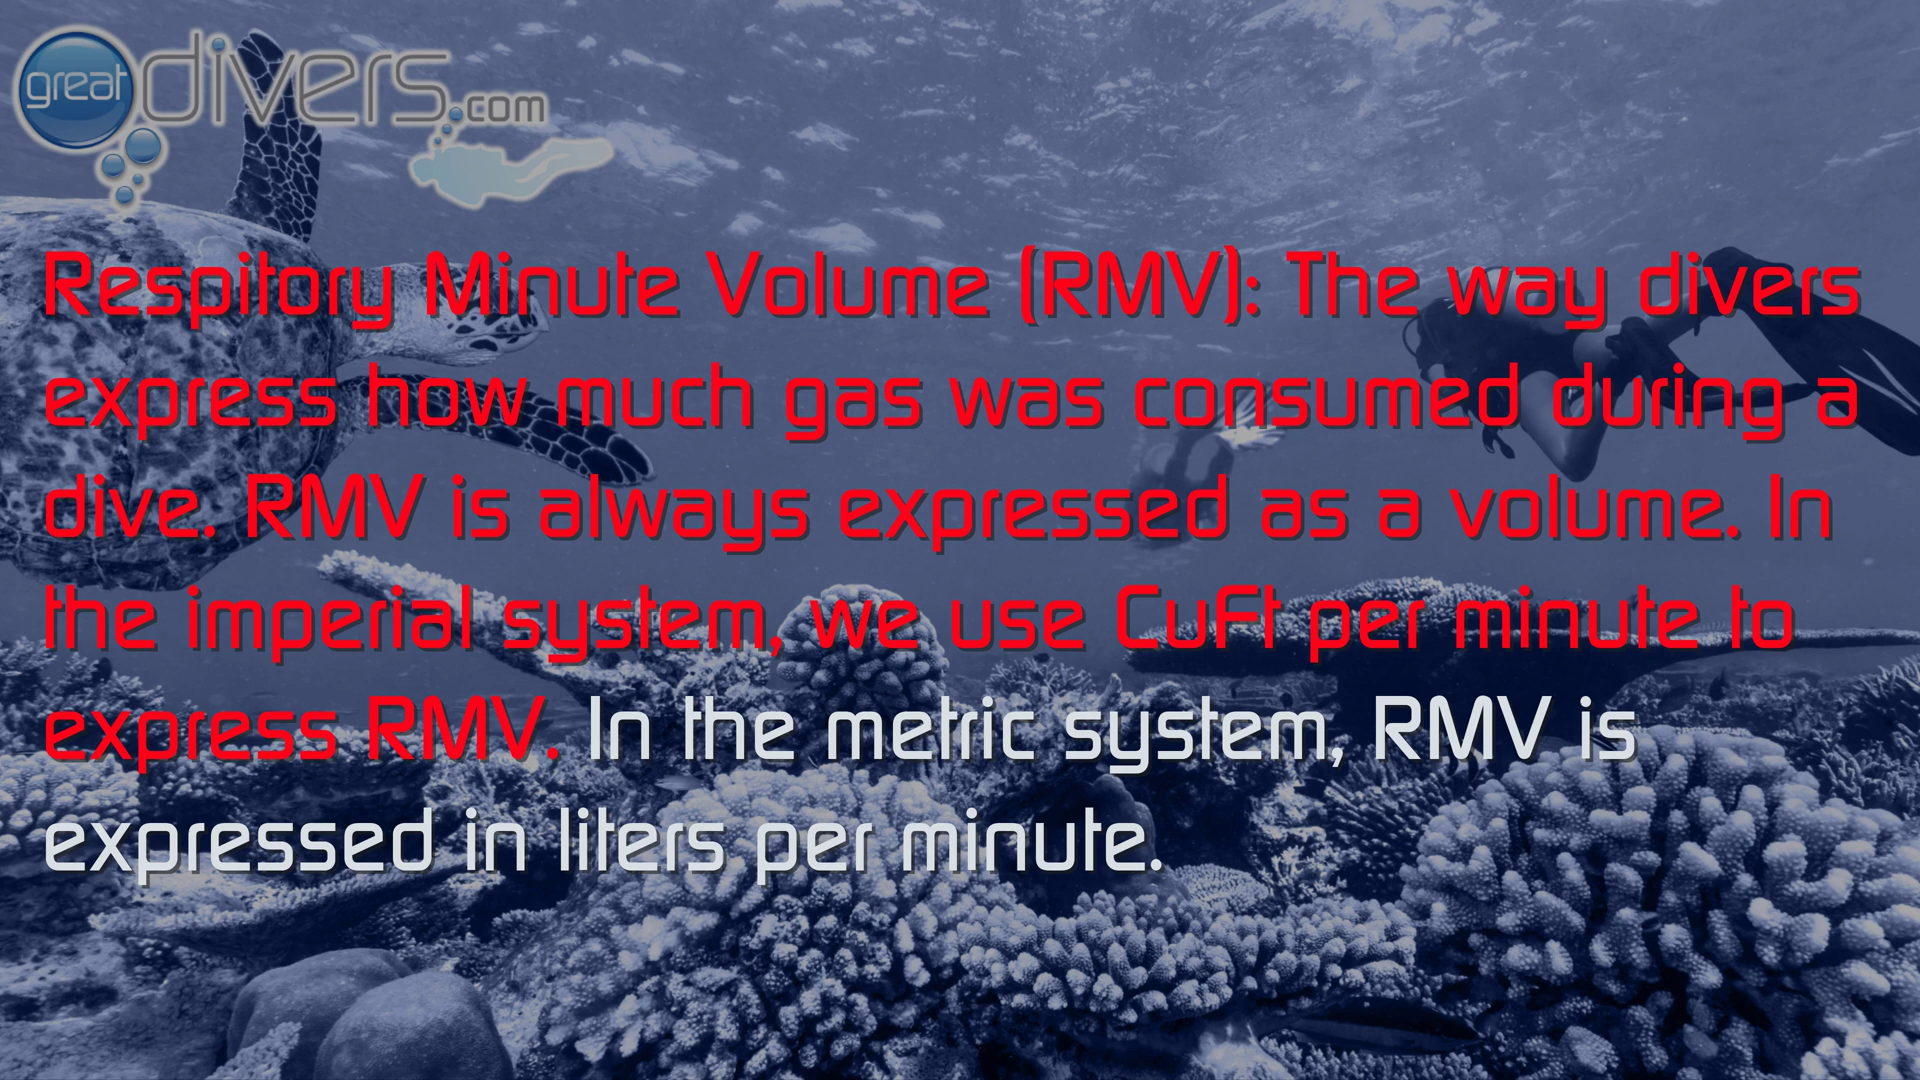 great divers.com
Respitory Minute Volume (RMV): The way divers
express how much gas was consumed during a
dive. RMV is always expressed as a volume. In
the imperial system, we use CuFt per minute to
express RMV. In the metric system, RMV is
expressed in liters per minute.